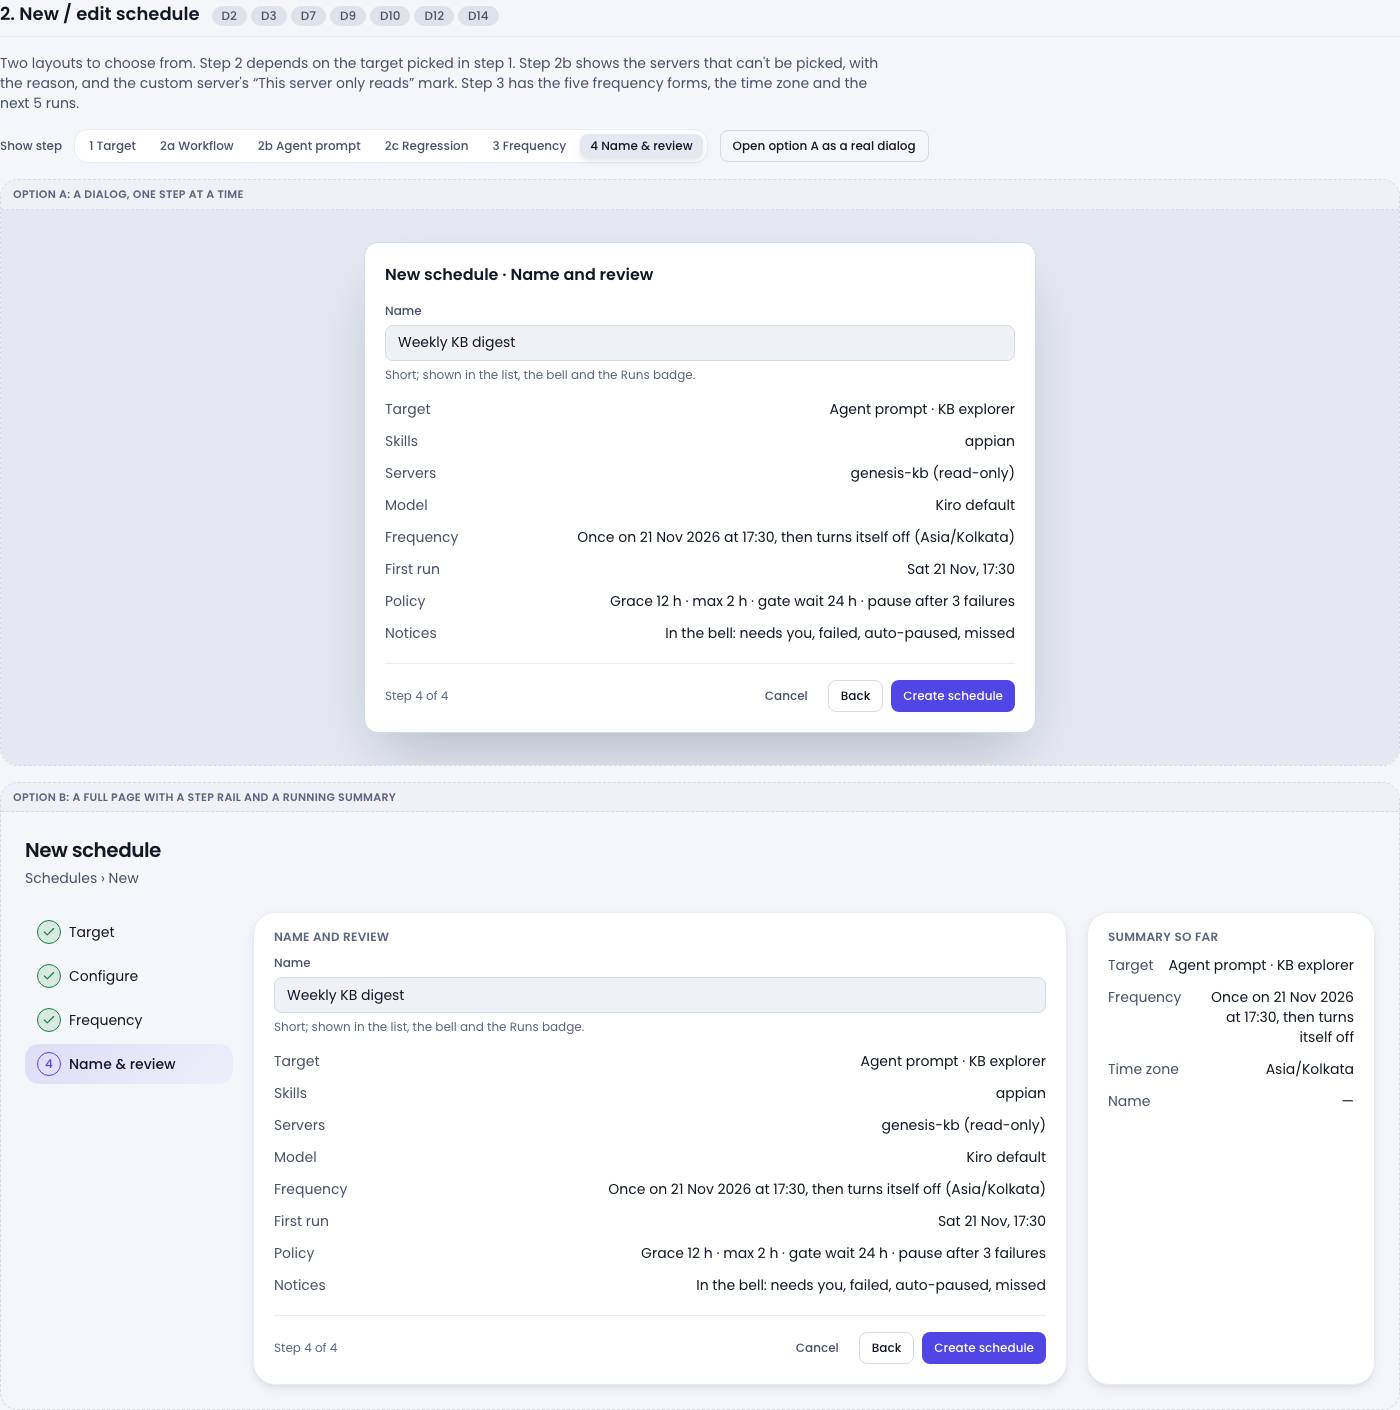 2. New / edit schedule D2 D3 D7 D9 D10 D12 D14
Two layouts to choose from. Step 2 depends on the target picked in step 1. Step 2b shows the servers that can't be picked, with
the reason, and the custom server's “This server only reads” mark. Step 3 has the five frequency forms, the time zone and the
next 5 runs.
Show step 1 Target 2a Workflow 2b Agent prompt 2c Regression 3 Frequency 4 Name & review Open option A as a real dialog
OPTION A: A DIALOG, ONE STEP AT A TIME
New schedule · Name and review
Name
Weekly KB digest
Short; shown in the list, the bell and the Runs badge.
Target Agent prompt · KB explorer
Skills appian
Servers genesis-kb (read-only)
Model Kiro default
Frequency Once on 21 Nov 2026 at 17:30, then turns itself off (Asia/Kolkata)
First run Sat 21 Nov, 17:30
Policy Grace 12 h · max 2 h · gate wait 24 h · pause after 3 failures
Notices In the bell: needs you, failed, auto-paused, missed
Step 4 of 4 Cancel Back Create schedule
OPTION B: A FULL PAGE WITH A STEP RAIL AND A RUNNING SUMMARY
New schedule
Schedules › New
Target
Configure
Frequency
4 Name & review
NAME AND REVIEW
Name
Weekly KB digest
Short; shown in the list, the bell and the Runs badge.
Target Agent prompt · KB explorer
Skills appian
Servers genesis-kb (read-only)
Model Kiro default
Frequency Once on 21 Nov 2026 at 17:30, then turns itself off (Asia/Kolkata)
First run Sat 21 Nov, 17:30
Policy Grace 12 h · max 2 h · gate wait 24 h · pause after 3 failures
Notices In the bell: needs you, failed, auto-paused, missed
Step 4 of 4 Cancel Back Create schedule
SUMMARY SO FAR
Target Agent prompt · KB explorer
Frequency Once on 21 Nov 2026
at 17:30, then turns
itself off
Time zone Asia/Kolkata
Name —